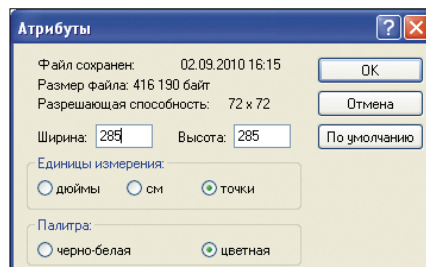 Атрибуты
Файл сохранен: 02.09.2010 16:15
Размер файла: 416 190 байт
Разрешающая способность: 72 x 72
Ширина: 285 Высота: 285
Единицы измерения:
дюймы см точки
Палитра:
черно-белая цветная
OK
Отмена
По умолчанию